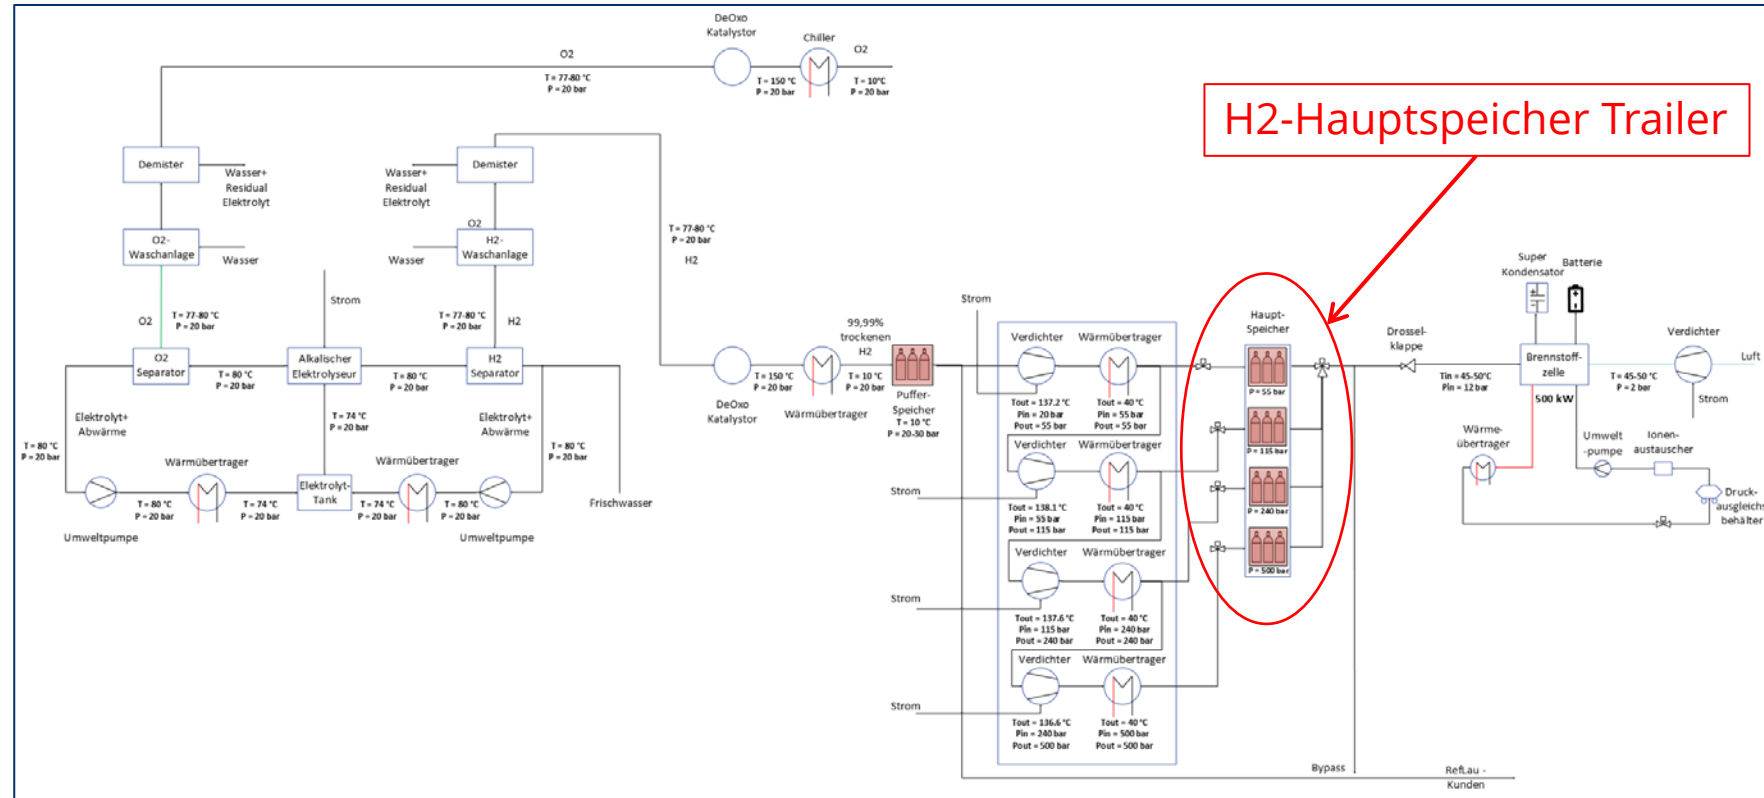 DeOxo
Katalystor
Chiller
O2
O2
T = 77-80 °C
P = 20 bar
T = 150 °C
P = 20 bar
T = 10°C
P = 20 bar
H2-Hauptspeicher Trailer
Demister
Wasser+
Residual
Elektrolyt
Wasser+
Residual
Elektrolyt
Demister
O2
O2-
Waschanlage
Wasser
Wasser
H2-
Waschanlage
T = 77-80 °C
P = 20 bar
H2
Strom
O2
T = 77-80 °C
P = 20 bar
T = 77-80 °C
P = 20 bar
H2
O2
Separator
T = 80 °C
P = 20 bar
Alkalischer
Elektrolyseur
T = 80 °C
P = 20 bar
H2
Separator
Elektrolyt+
Abwärme
T = 74 °C
P = 20 bar
Elektrolyt+
Abwärme
T = 80 °C
P = 20 bar
T = 80 °C
P = 20 bar
Wärmübertrager
Wärmübertrager
Elektrolyt-
Tank
T = 80 °C
P = 20 bar
T = 74 °C
P = 20 bar
T = 74 °C
P = 20 bar
T = 80 °C
P = 20 bar
Umweltpumpe
Umweltpumpe
Frischwasser
DeOxo
Katalystor
T = 150 °C
P = 20 bar
Wärmübertrager
99,99%
trockenen
H2
T = 10 °C
P = 20 bar
Puffer-
Speicher
T = 10 °C
P = 20-30 bar
Strom
Verdichter
Wärmübertrager
Tout = 137.2 °C
Pin = 20 bar
Pout = 55 bar
Tout = 40 °C
Pin = 55 bar
Pout = 55 bar
Verdichter
Wärmübertrager
Strom
Tout = 138.1 °C
Pin = 55 bar
Pout = 115 bar
Tout = 40 °C
Pin = 115 bar
Pout = 115 bar
Verdichter
Wärmübertrager
Strom
Tout = 137.6 °C
Pin = 115 bar
Pout = 240 bar
Tout = 40 °C
Pin = 240 bar
Pout = 240 bar
Verdichter
Wärmübertrager
Strom
Tout = 136.6 °C
Pin = 240 bar
Pout = 500 bar
Tout = 40 °C
Pin = 500 bar
Pout = 500 bar
Haupt-
Speicher
P = 55 bar
P = 115 bar
P = 240 bar
P = 500 bar
Bypass
RefLau -
Kunden
Drossel-
klappe
Tin = 45-50°C
Pin = 12 bar
Super
Kondensator
Batterie
Brennstoff-
zelle
500 kW
T = 45-50 °C
P = 2 bar
Verdichter
Luft
Strom
Wärme-
übertrager
Umwelt
-pumpe
Ionen-
austauscher
Druck-
ausgleichs
behälter